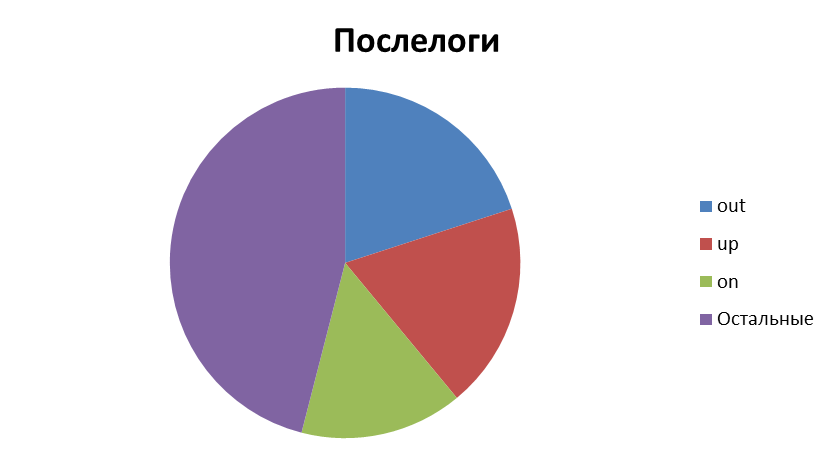 Послелоги
out
up
on
Остальные